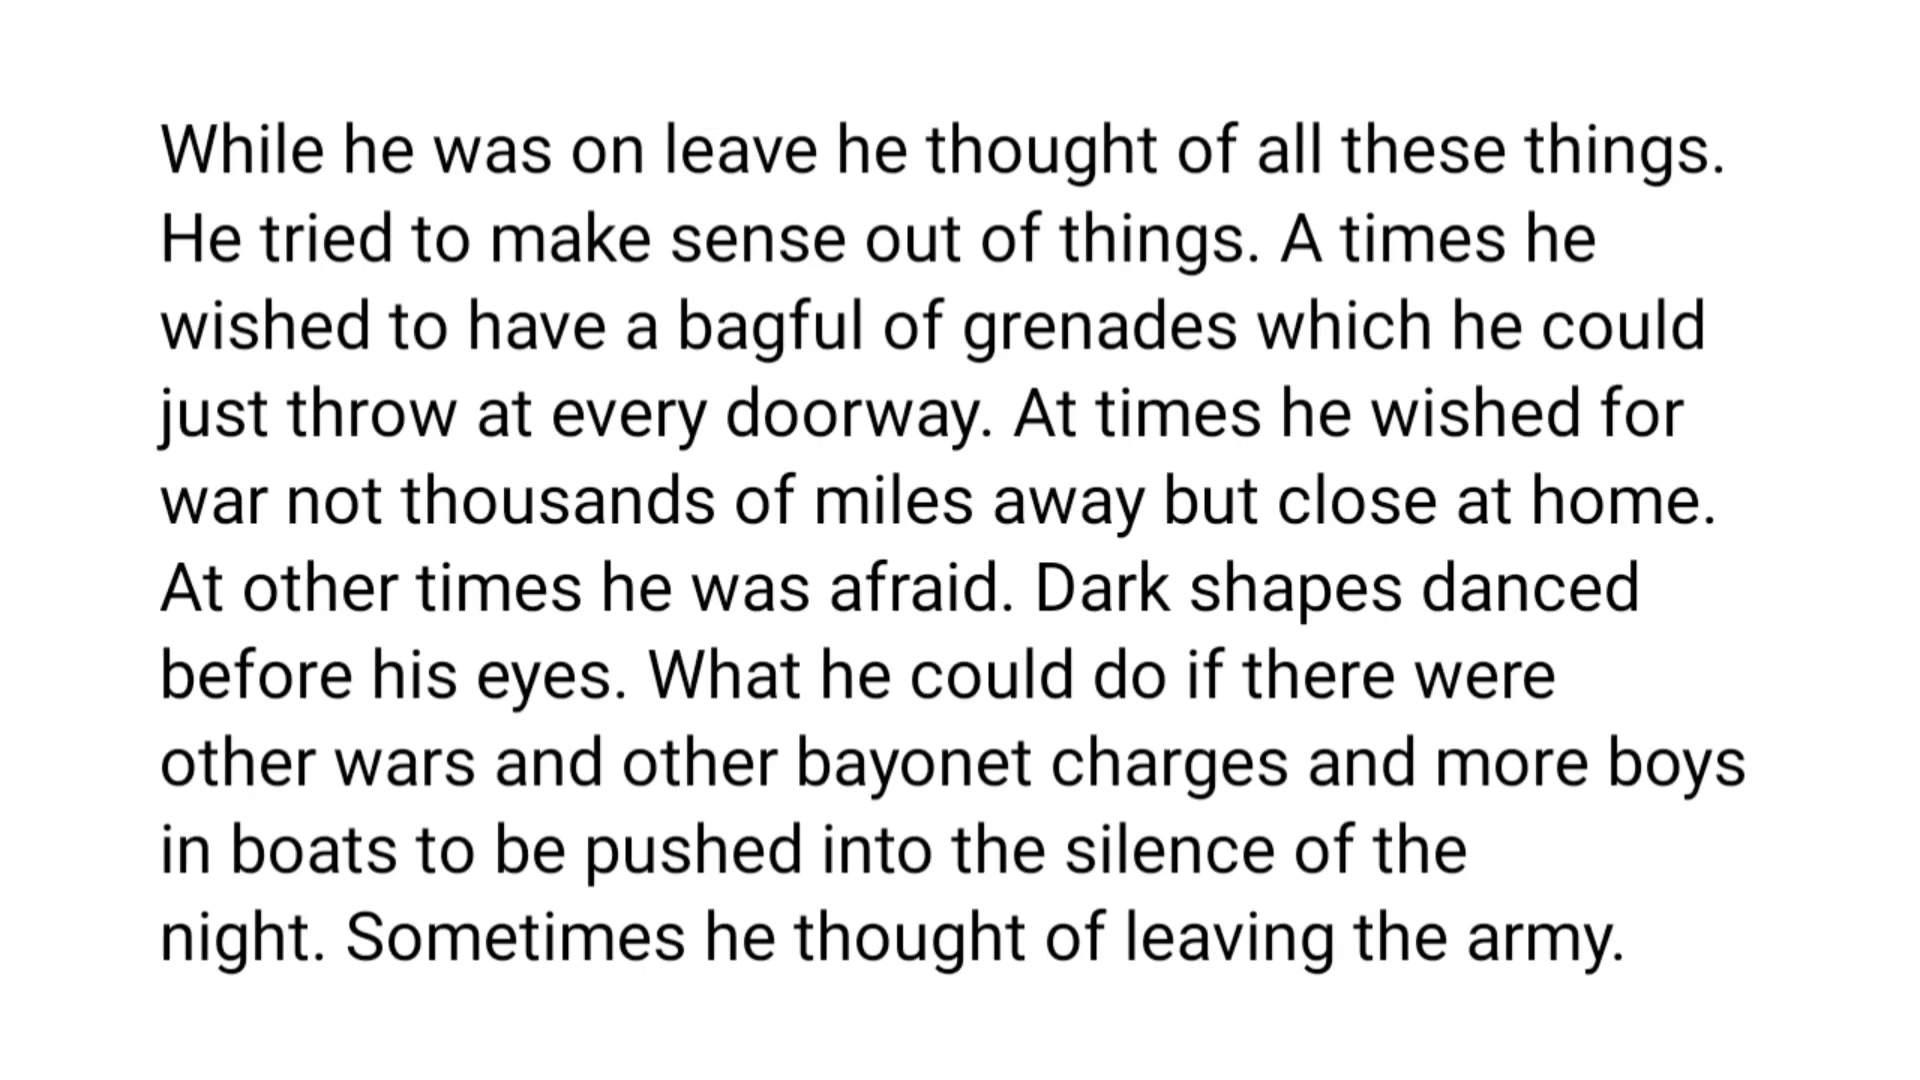 While he was on leave he thought of all these things.
He tried to make sense out of things. A times he
wished to have a bagful of grenades which he could
just throw at every doorway. At times he wished for
war not thousands of miles away but close at home.
At other times he was afraid. Dark shapes danced
before his eyes. What he could do if there were
other wars and other bayonet charges and more boys
in boats to be pushed into the silence of the
night. Sometimes he thought of leaving the army.